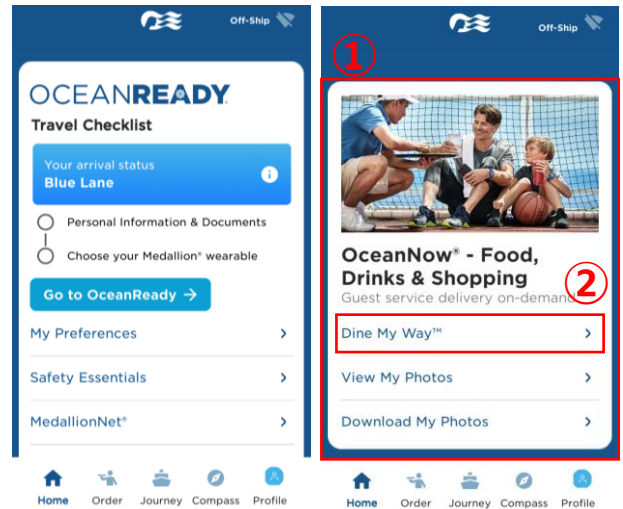 Off-Ship
OCEANREADY.
Travel Checklist
Your arrival status
Blue Lane
Personal Information & Documents
Choose your Medallion® wearable
Go to OceanReady →
My Preferences
Safety Essentials
MedallionNet®
Home Order Journey Compass Profile
Off-Ship
①
OceanNow® - Food,
Drinks & Shopping
Guest service delivery on-demand
②
Dine My Way™
View My Photos
Download My Photos
Home Order Journey Compass Profile